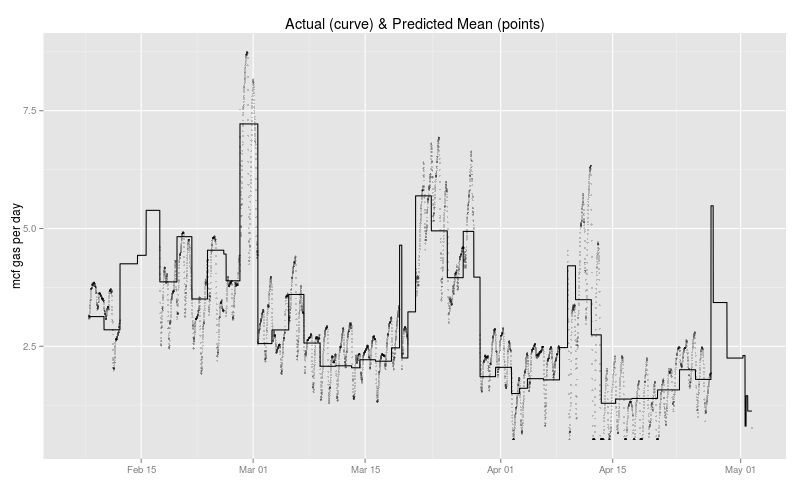 Actual (curve) & Predicted Mean (points)
mcf gas per day
7.5
5.0
2.5
Feb 15
Mar 01
Mar 15
Apr 01
Apr 15
May 01